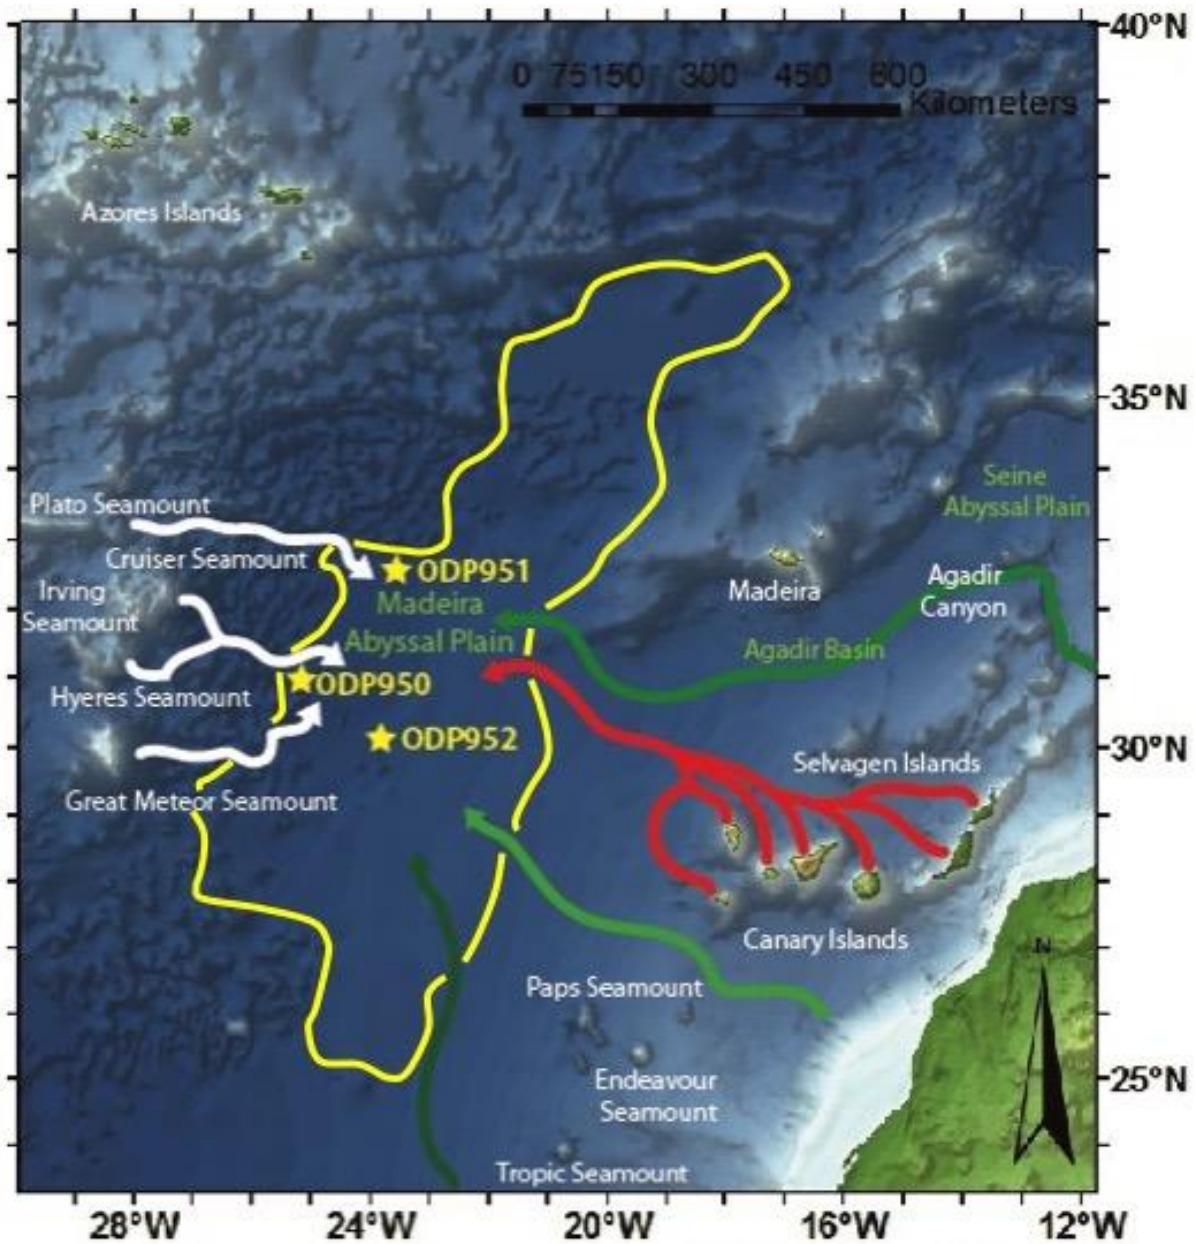 40°N
0 75 150 300 450 600
Kilometers
Azores Islands
35°N
Seine
Abyssal Plain
Plato Seamount
Cruiser Seamount
ODP951
Irving
Seamount
Madeira
Abyssal Plain
Madeira
Agadir
Canyon
Agadir Basin
Hyeres Seamount
ODP950
ODP952
30°N
Selvagen Islands
Great Meteor Seamount
Canary Islands
N
Paps Seamount
Endeavour
Seamount
25°N
Tropic Seamount
28°W 24°W 20°W 16°W 12°W